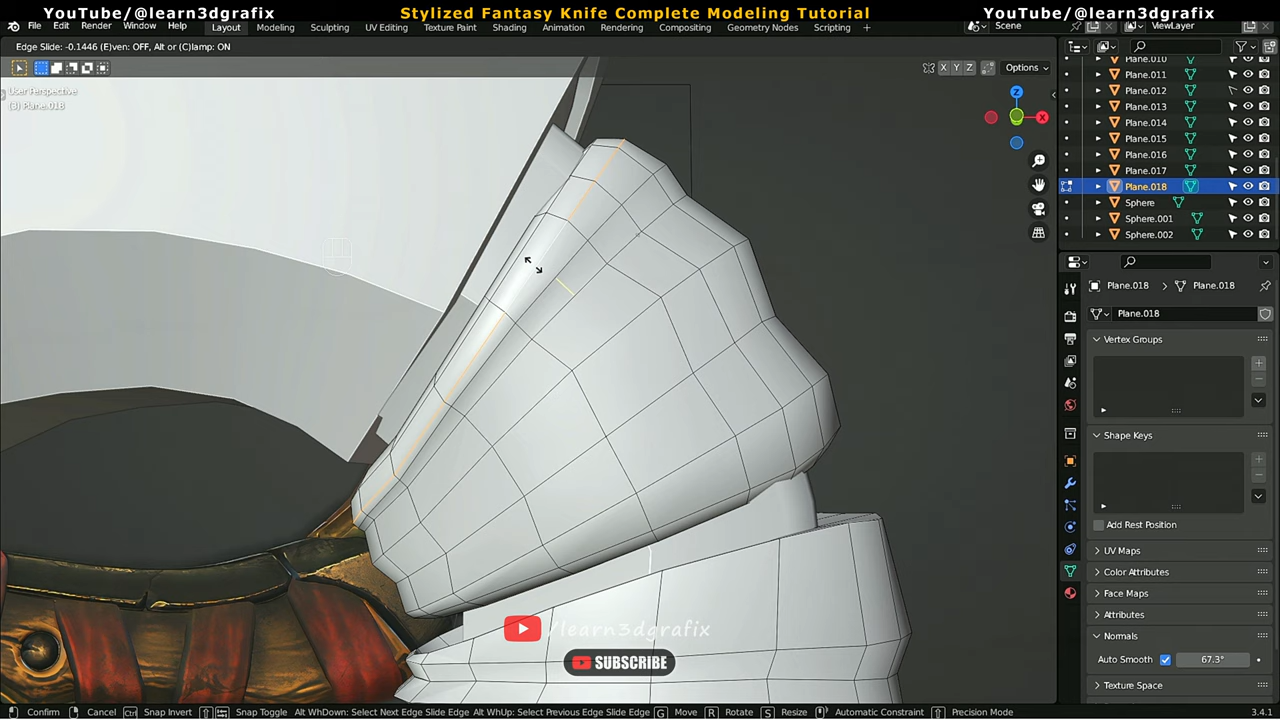 YouTube/@learn3dgrafix Stylized Fantasy Knife Complete Modeling Tutorial YouTube/@learn3dgrafix
File Edit Render Window Help Layout Modeling Sculpting UV Editing Texture Paint Shading Animation Rendering Compositing Geometry Nodes Scripting + Scene ViewLayer
Edge Slide: -0.1446 (E)ven: OFF, Alt or (C)lamp: ON
X Y Z Options
User Perspective
(3) Plane.018
Z
X
Plane.010
Plane.011
Plane.012
Plane.013
Plane.014
Plane.015
Plane.016
Plane.017
Plane.018
Sphere
Sphere.001
Sphere.002
Plane.018 > Plane.018
Plane.018
Vertex Groups
Shape Keys
Add Rest Position
UV Maps
Color Attributes
Face Maps
Attributes
Normals
Auto Smooth 67.3°
Texture Space
/learn3dgrafix
SUBSCRIBE
Confirm Cancel Ctrl Snap Invert Snap Toggle Alt WhDown: Select Next Edge Slide Edge Alt WhUp: Select Previous Edge Slide Edge G Move R Rotate S Resize Automatic Constraint Precision Mode 3.4.1